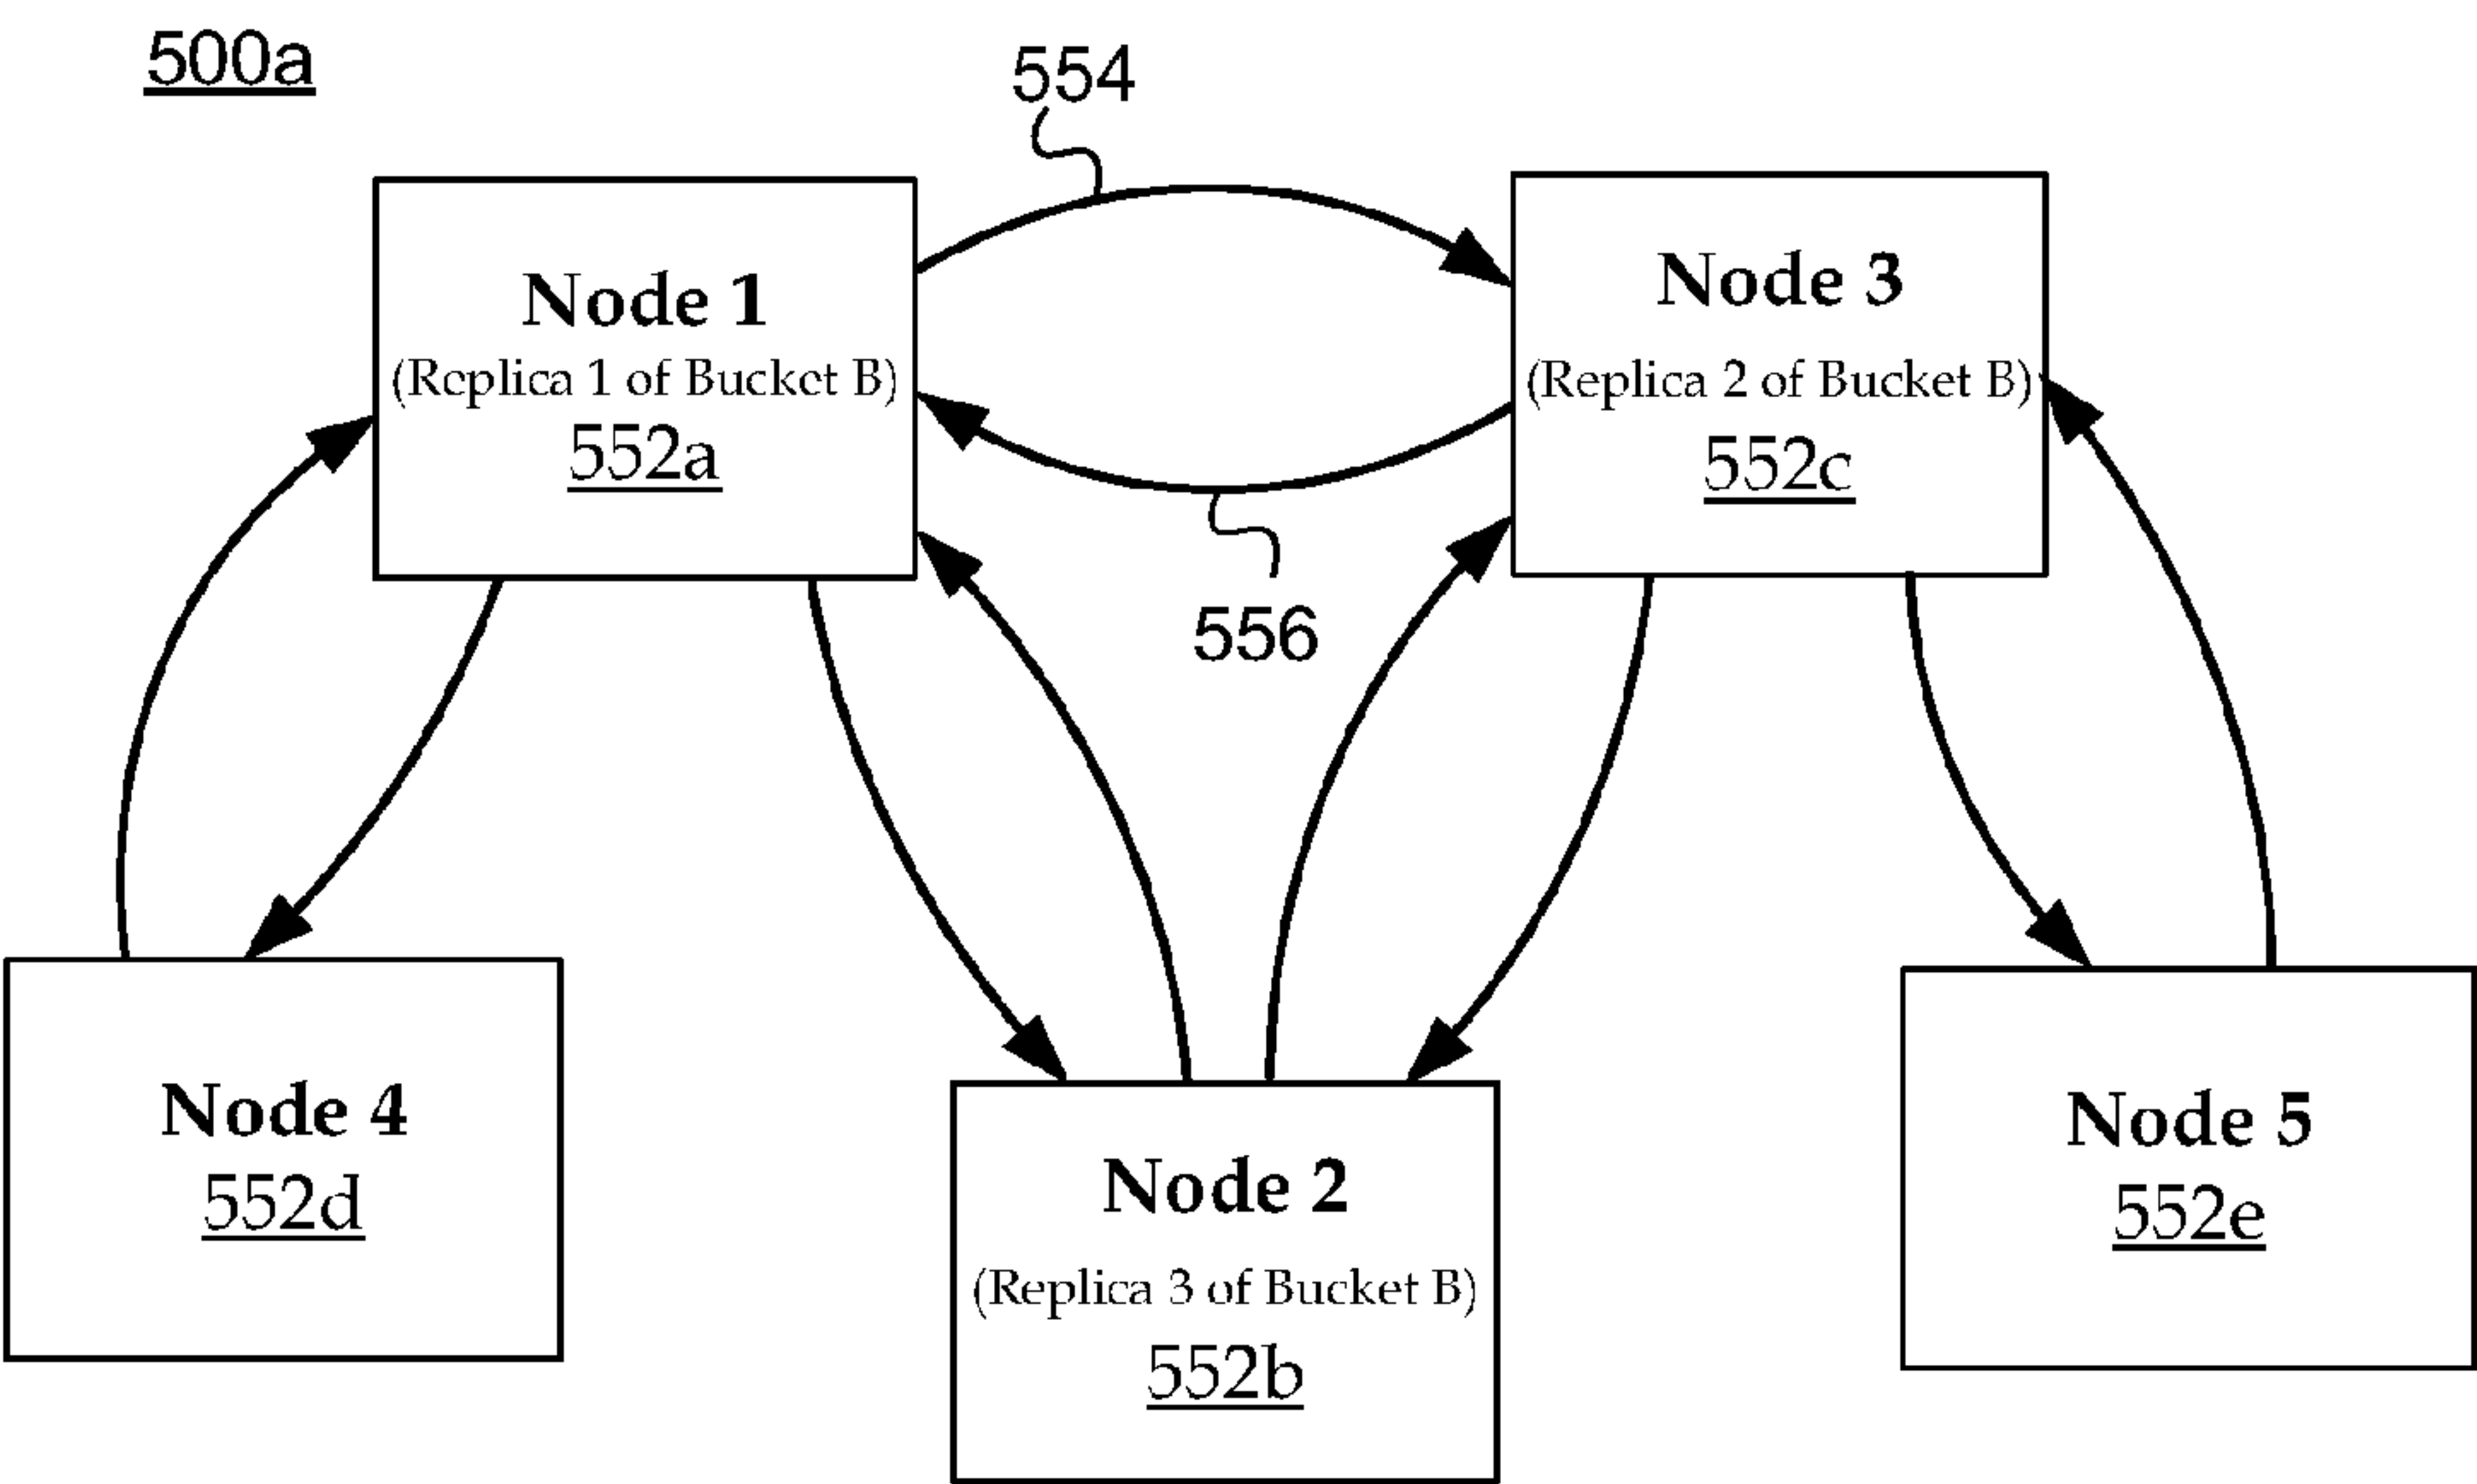 500a
554
Node 1
(Replica 1 of Bucket B)
552a
Node 3
(Replica 2 of Bucket B)
552c
556
Node 4
552d
Node 2
(Replica 3 of Bucket B)
552b
Node 5
552e